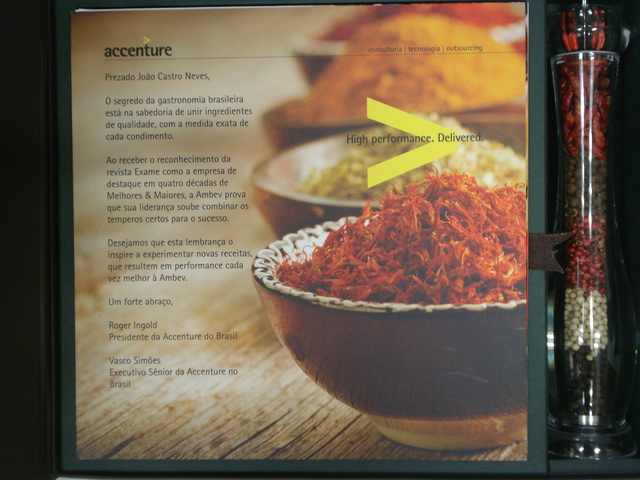 accenture
consultoria | tecnologia | outsourcing
Prezado João Castro Neves,
O segredo da gastronomia brasileira
está na sabedoria de unir ingredientes
de qualidade, com a medida exata de
cada condimento.
High performance. Delivered.
Ao receber o reconhecimento da
revista Exame como a empresa de
destaque em quatro décadas de
Melhores & Maiores, a Ambev prova
que sua liderança soube combinar os
temperos certos para o sucesso.
Desejamos que esta lembrança o
inspire a experimentar novas receitas,
que resultem em performance cada
vez melhor à Ambev.
Um forte abraço,
Roger Ingold
Presidente da Accenture do Brasil
Vasco Simões
Executivo Sênior da Accenture no
Brasil